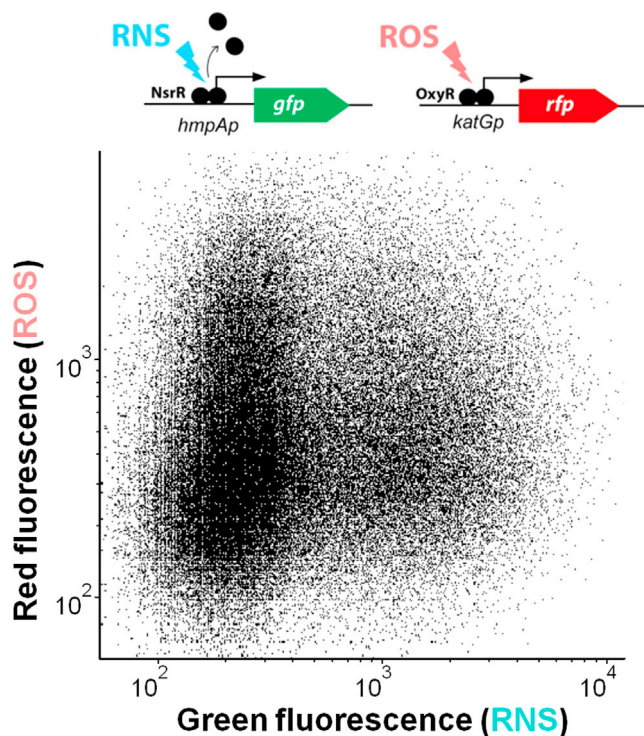 RNS
NsrR
hmpAp
gfp
ROS
OxyR
katGp
rfp
Red fluorescence (ROS)
10³
10²
10² 10³ 10⁴
Green fluorescence (RNS)